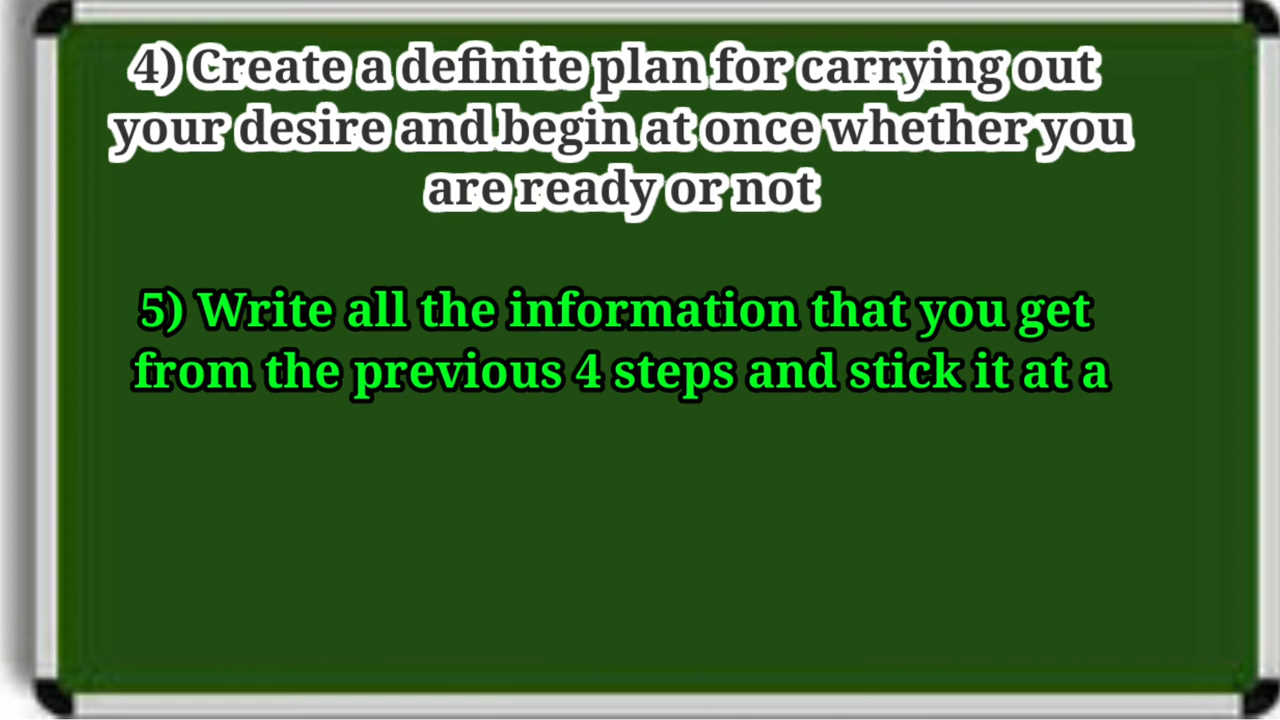 4) Create a definite plan for carrying out
your desire and begin at once whether you
are ready or not
5) Write all the information that you get
from the previous 4 steps and stick it at a